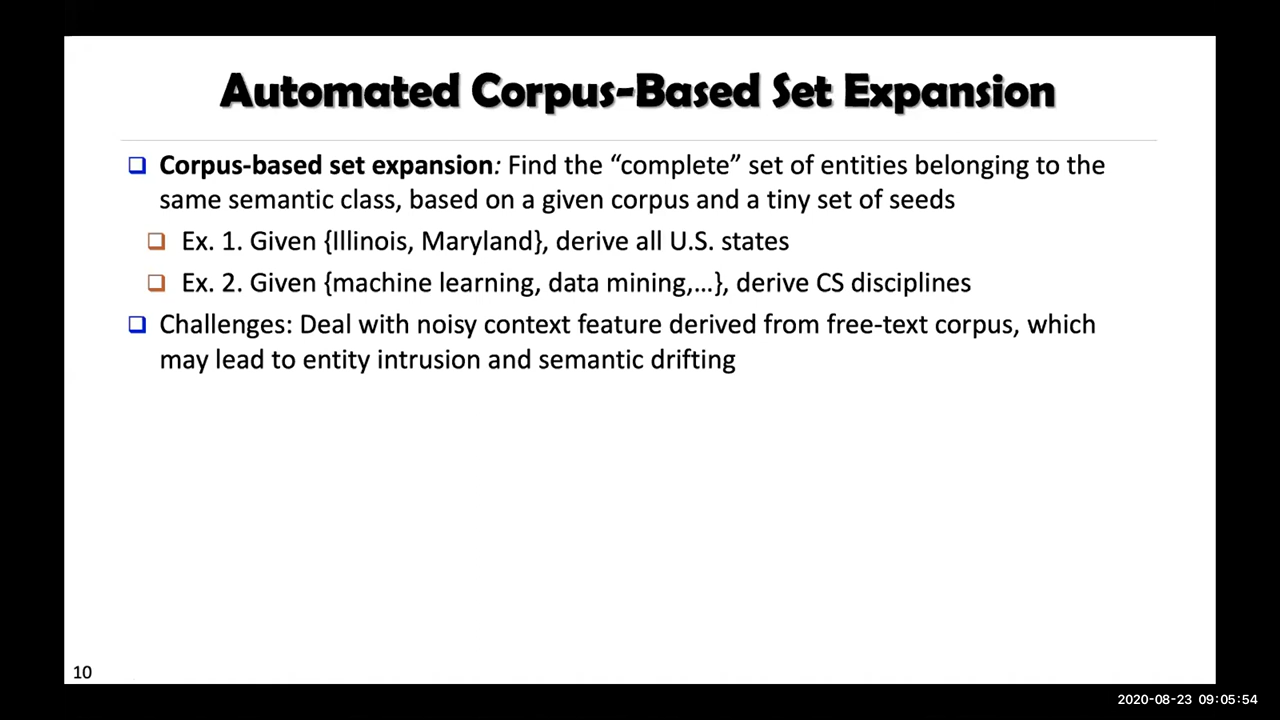 Automated Corpus-Based Set Expansion
Corpus-based set expansion: Find the “complete” set of entities belonging to the
same semantic class, based on a given corpus and a tiny set of seeds
Ex. 1. Given {Illinois, Maryland}, derive all U.S. states
Ex. 2. Given {machine learning, data mining,…}, derive CS disciplines
Challenges: Deal with noisy context feature derived from free-text corpus, which
may lead to entity intrusion and semantic drifting
10
2020-08-23 09:05:54